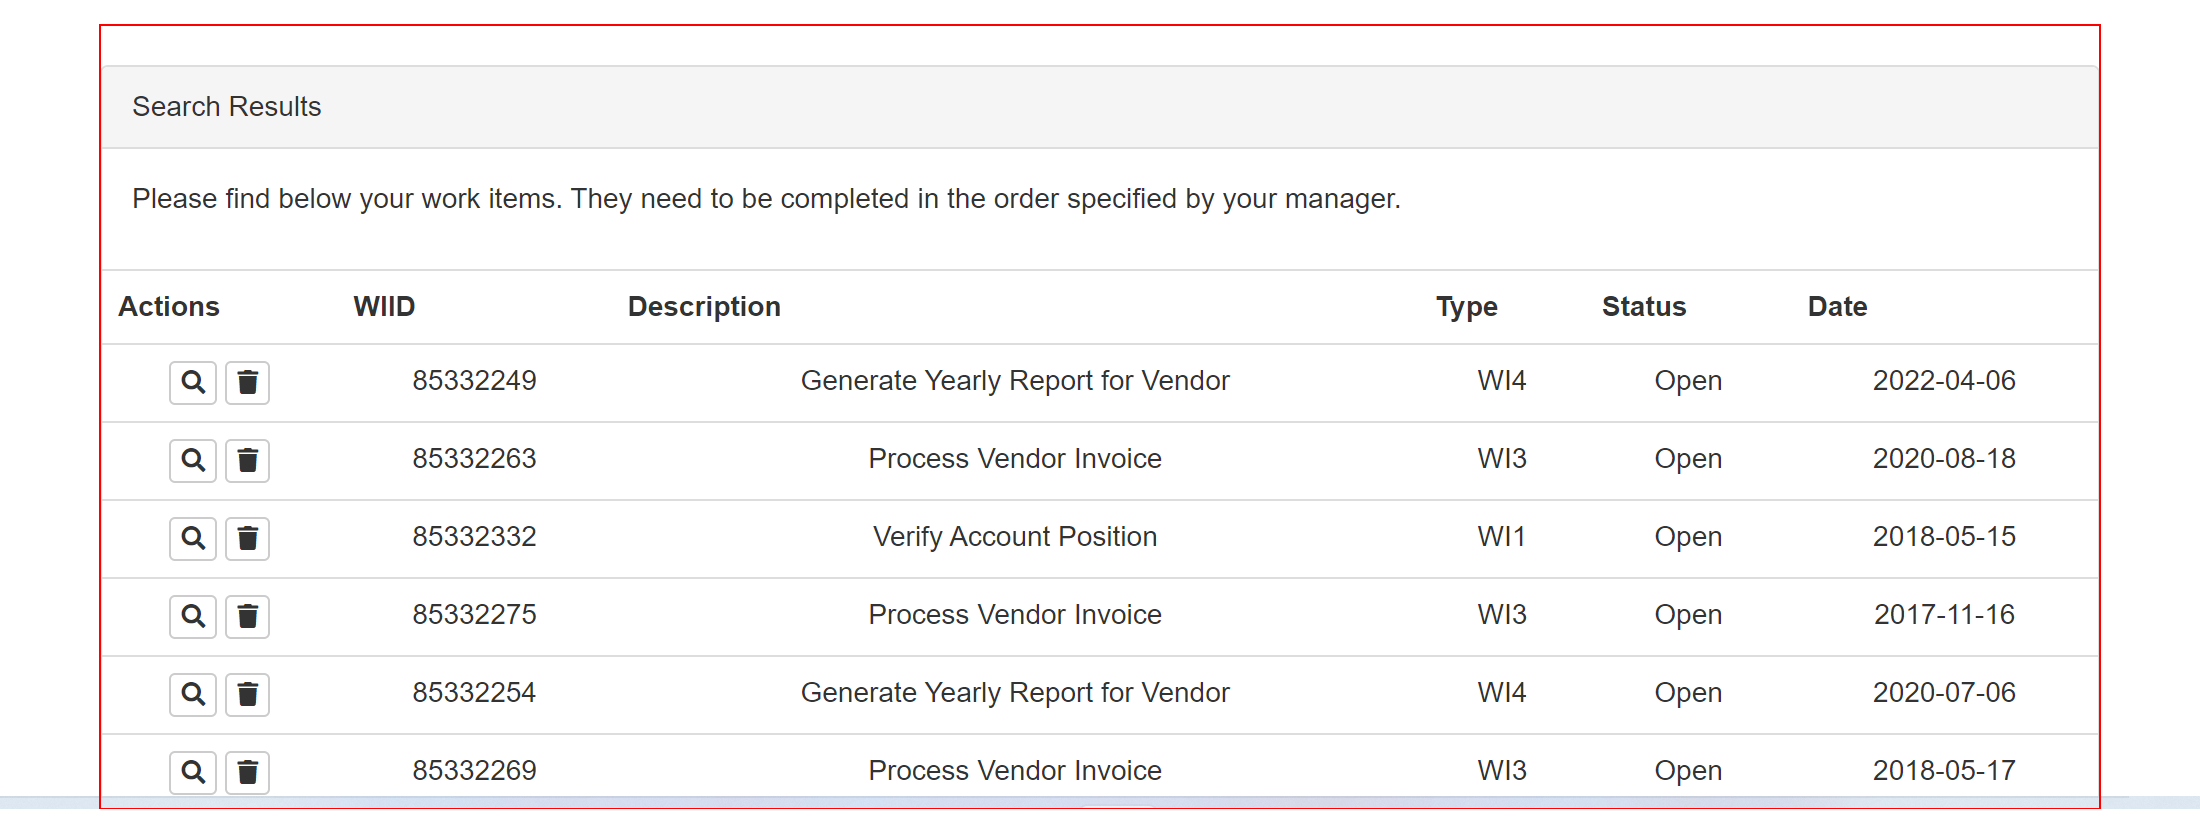 Search Results
Please find below your work items. They need to be completed in the order specified by your manager.
Actions WIID Description Type Status Date
85332249 Generate Yearly Report for Vendor WI4 Open 2022-04-06
85332263 Process Vendor Invoice WI3 Open 2020-08-18
85332332 Verify Account Position WI1 Open 2018-05-15
85332275 Process Vendor Invoice WI3 Open 2017-11-16
85332254 Generate Yearly Report for Vendor WI4 Open 2020-07-06
85332269 Process Vendor Invoice WI3 Open 2018-05-17